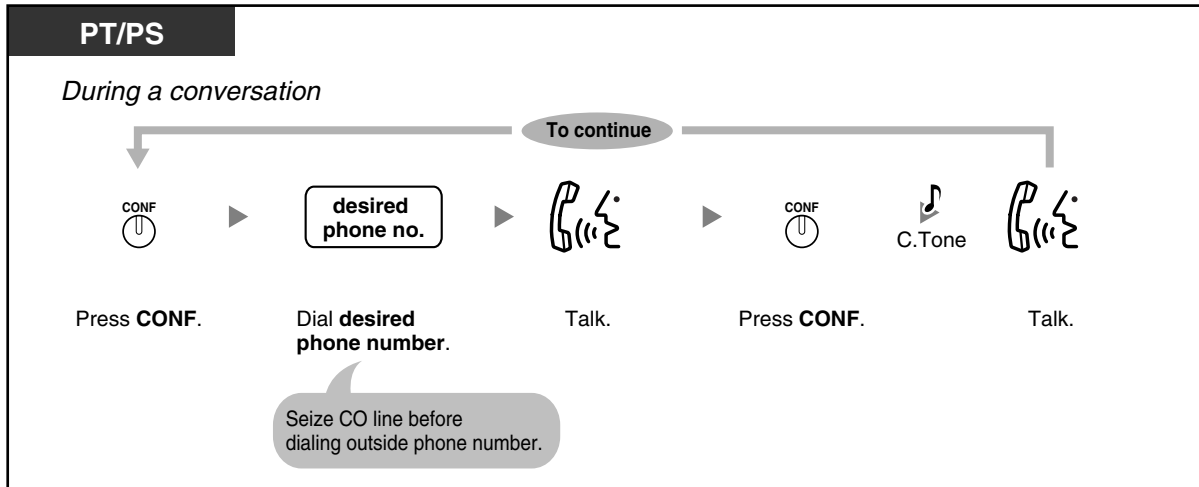 PT/PS
During a conversation
To continue
CONF
desired
phone no.
CONF
C.Tone
Press CONF.
Dial desired
phone number.
Talk.
Press CONF.
Talk.
Seize CO line before
dialing outside phone number.